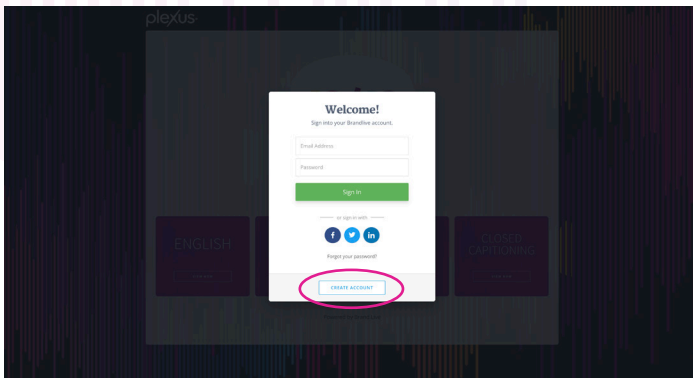 plexus
Welcome!
Sign into your Brandlive account.
Email Address
Password
Sign In
or sign in with
Forgot your password?
CREATE ACCOUNT
ENGLISH
CLOSED
CAPTIONING